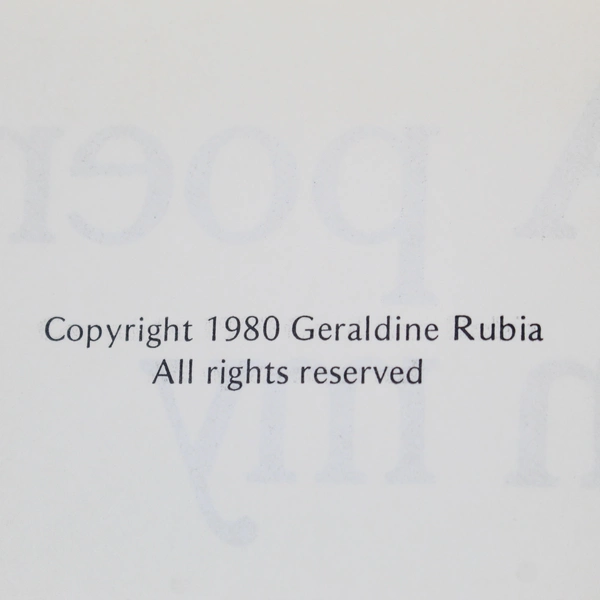 Copyright 1980 Geraldine Rubia
All rights reserved